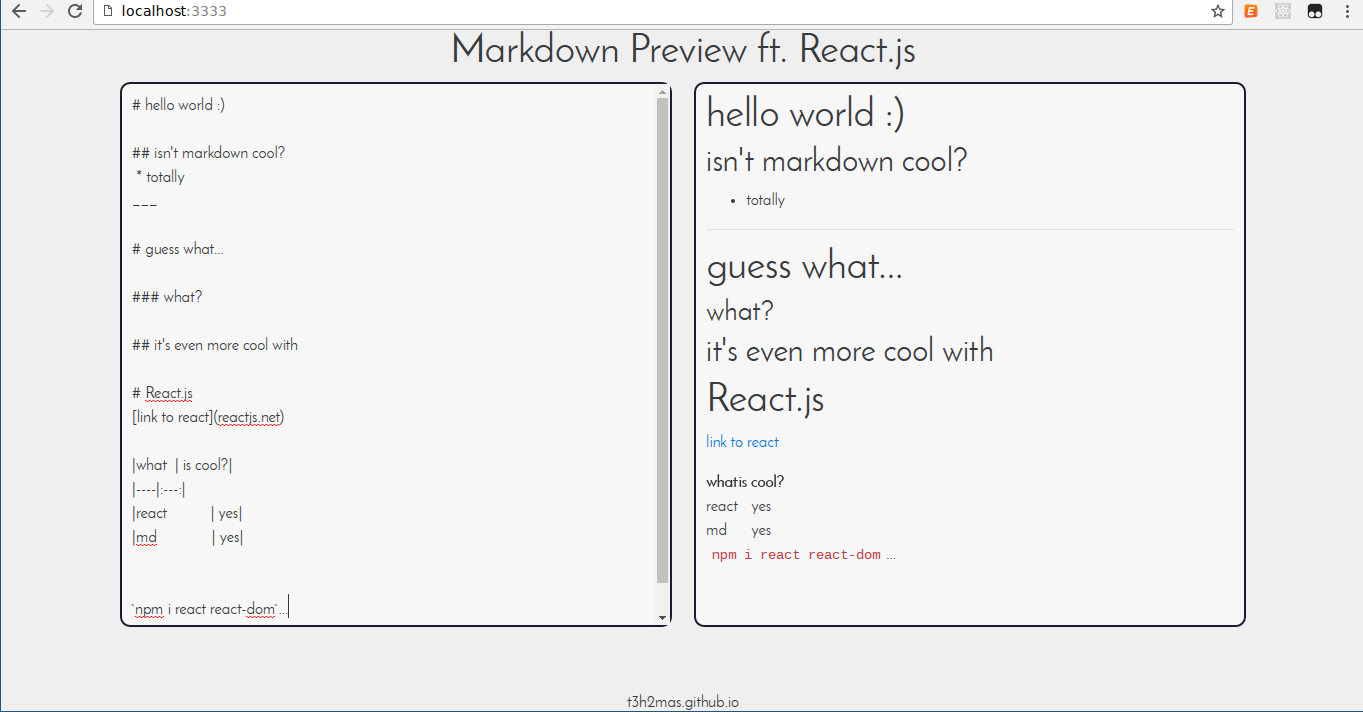 localhost:3333
Markdown Preview ft. React.js
# hello world :)
## isn't markdown cool?
* totally
___
# guess what...
### what?
## it's even more cool with
# React.js
[link to react](reactjs.net)
|what  | is cool?|
|----|:---:|
|react          | yes|
|md             | yes|
`npm i react react-dom`...
hello world :)
isn't markdown cool?
• totally
guess what...
what?
it's even more cool with
React.js
link to react
what is cool?
react yes
md yes
npm i react react-dom ...
t3h2mas.github.io